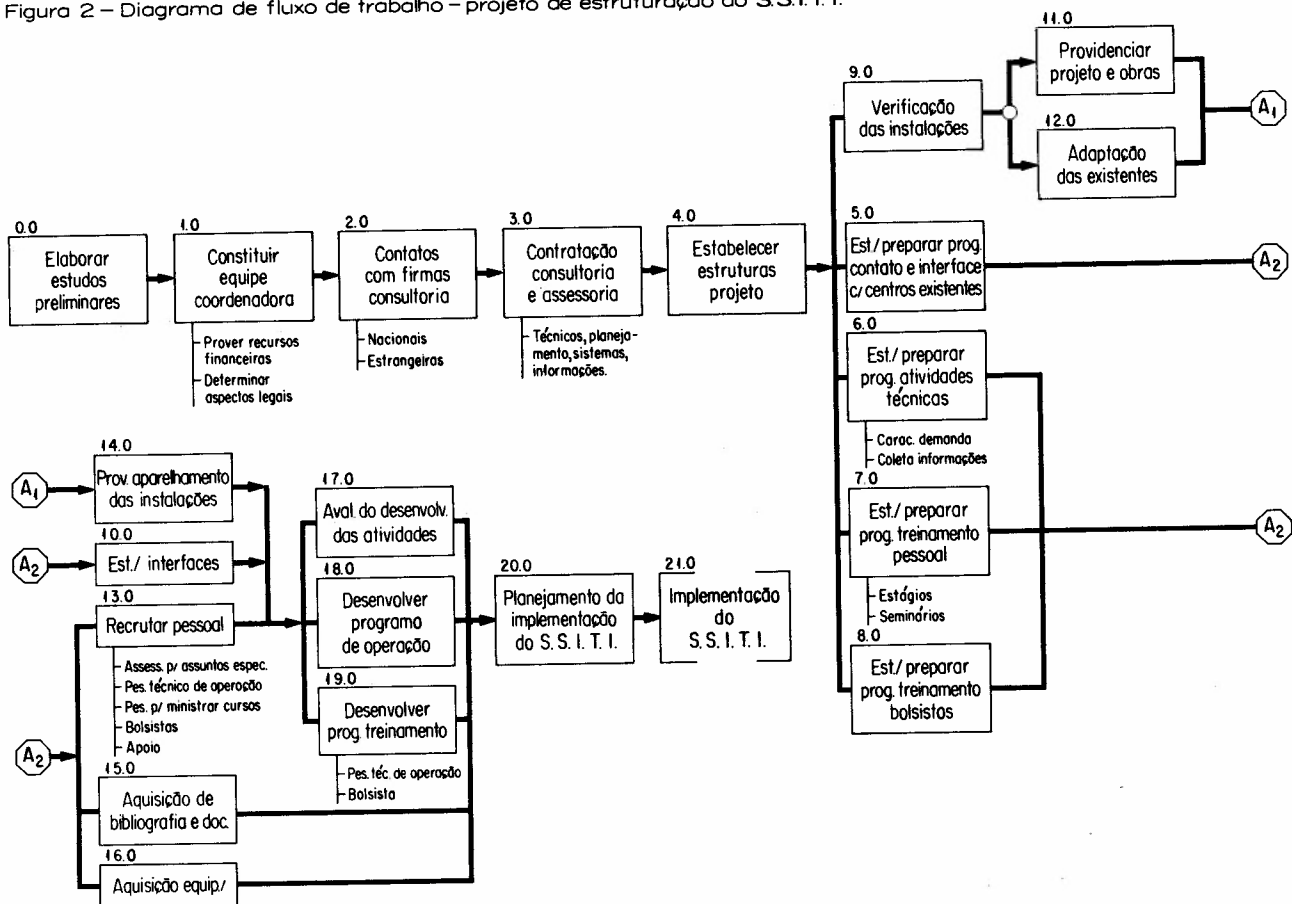 Figura 2 – Diagrama de fluxo de trabalho – projeto de estruturação do S.S.I.T.I.
0.0
Elaborar
estudos
preliminares
1.0
Constituir
equipe
coordenadora
Prover recursos
financeiras
Determinar
aspectos legais
2.0
Contatos
com firmas
consultoria
Nacionais
Estrangeiras
3.0
Contratação
consultoria
e assessoria
Técnicos, planeja-
mento, sistemas,
informações.
4.0
Estabelecer
estruturas
projeto
9.0
Verificação
das instalações
11.0
Providenciar
projeto e obras
12.0
Adaptação
das existentes
A1
5.0
Est/ preparar prog.
contato e interface
c/ centros existentes
A2
6.0
Est./ preparar
prog. atividades
técnicas
Carac. demanda
Coleta informações
7.0
Est./ preparar
prog. treinamento
pessoal
Estágios
Seminários
8.0
Est./ preparar
prog. treinamento
bolsistas
A2
A1
14.0
Prov. aparelhamento
das instalações
A2
10.0
Est./ interfaces
A2
13.0
Recrutar pessoal
Assess. p/ assuntos espec.
Pes. técnico de operação
Pes. p/ ministrar cursos
Bolsistas
Apoio
15.0
Aquisição de
bibliografia e doc.
16.0
Aquisição equip./
17.0
Aval. do desenvolv.
das atividades
18.0
Desenvolver
programa
de operação
19.0
Desenvolver
prog. treinamento
Pes. téc. de operação
Bolsista
20.0
Planejamento da
implementação
do S. S. I. T. I.
21.0
Implementação
do
S. S. I. T. I.